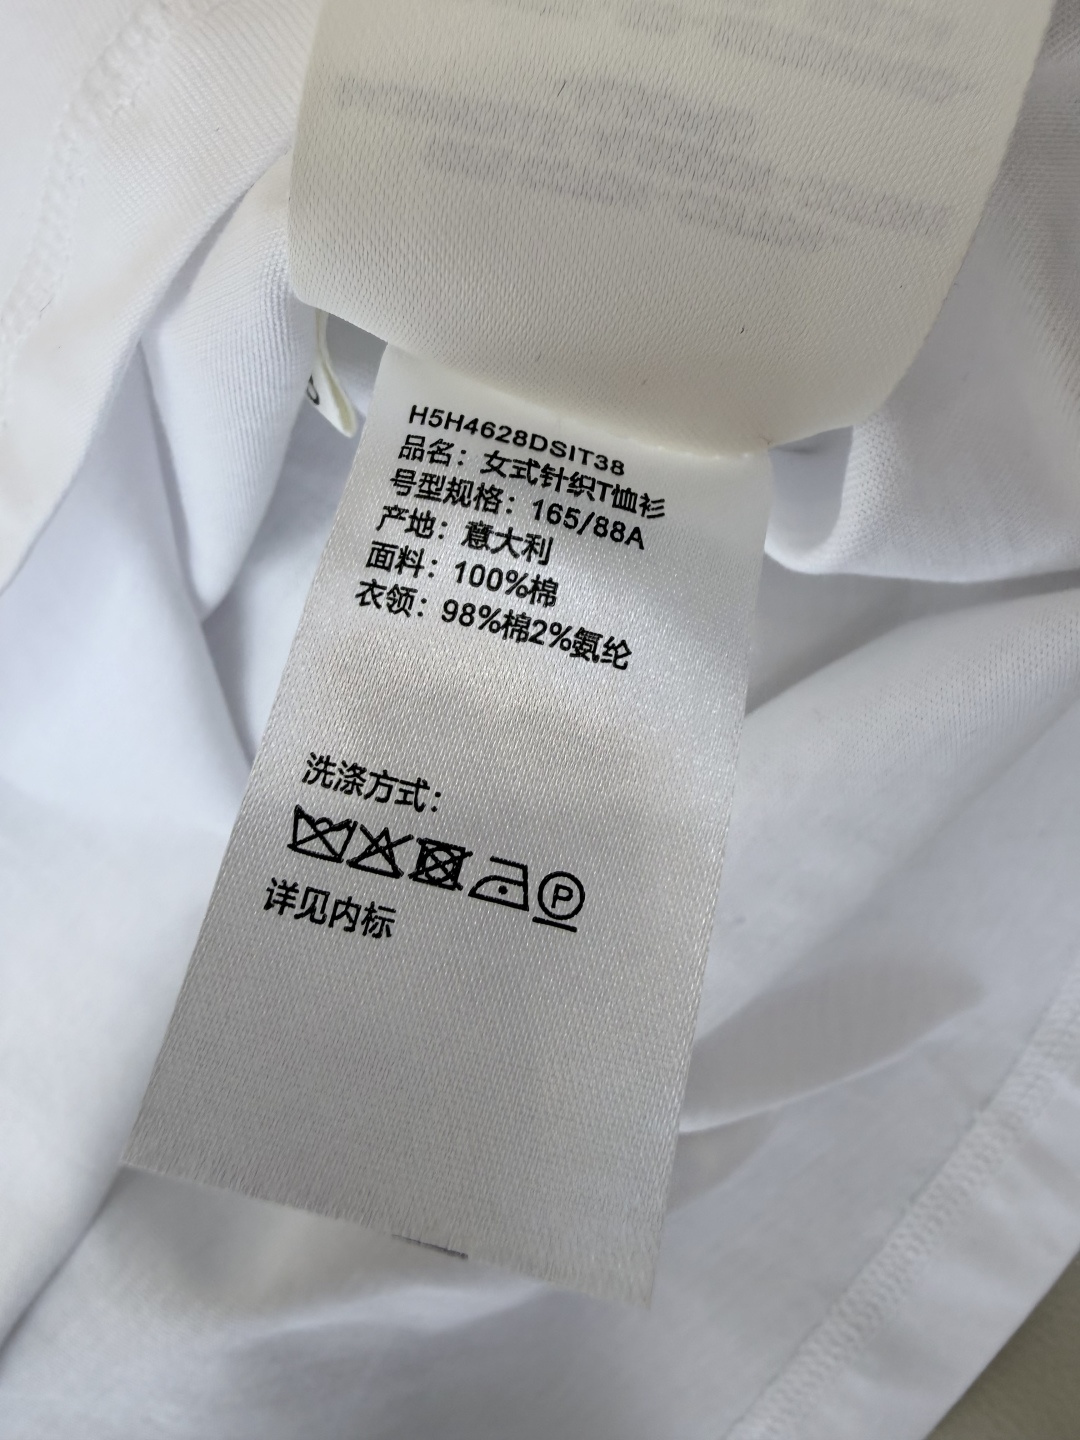 H5H4628DSIT38
品名：女式针织T恤衫
号型规格：165/88A
产地：意大利
面料：100%棉
衣领：98%棉2%氨纶
洗涤方式：
P
详见内标